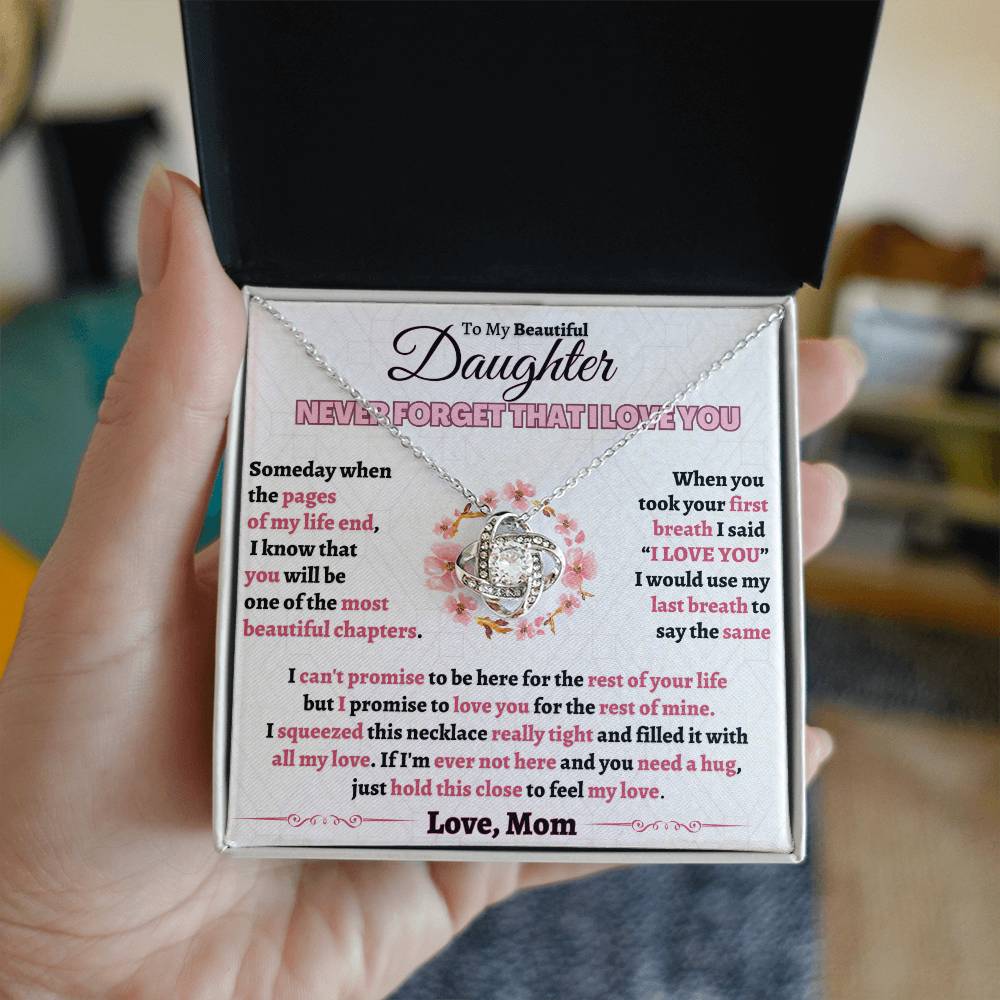 To My Beautiful
Daughter
NEVER FORGET THAT I LOVE YOU
Someday when
the pages
of my life end,
I know that
you will be
one of the most
beautiful chapters.
When you
took your first
breath I said
“I LOVE YOU”
I would use my
last breath to
say the same
I can't promise to be here for the rest of your life
but I promise to love you for the rest of mine.
I squeezed this necklace really tight and filled it with
all my love. If I'm ever not here and you need a hug,
just hold this close to feel my love.
Love, Mom